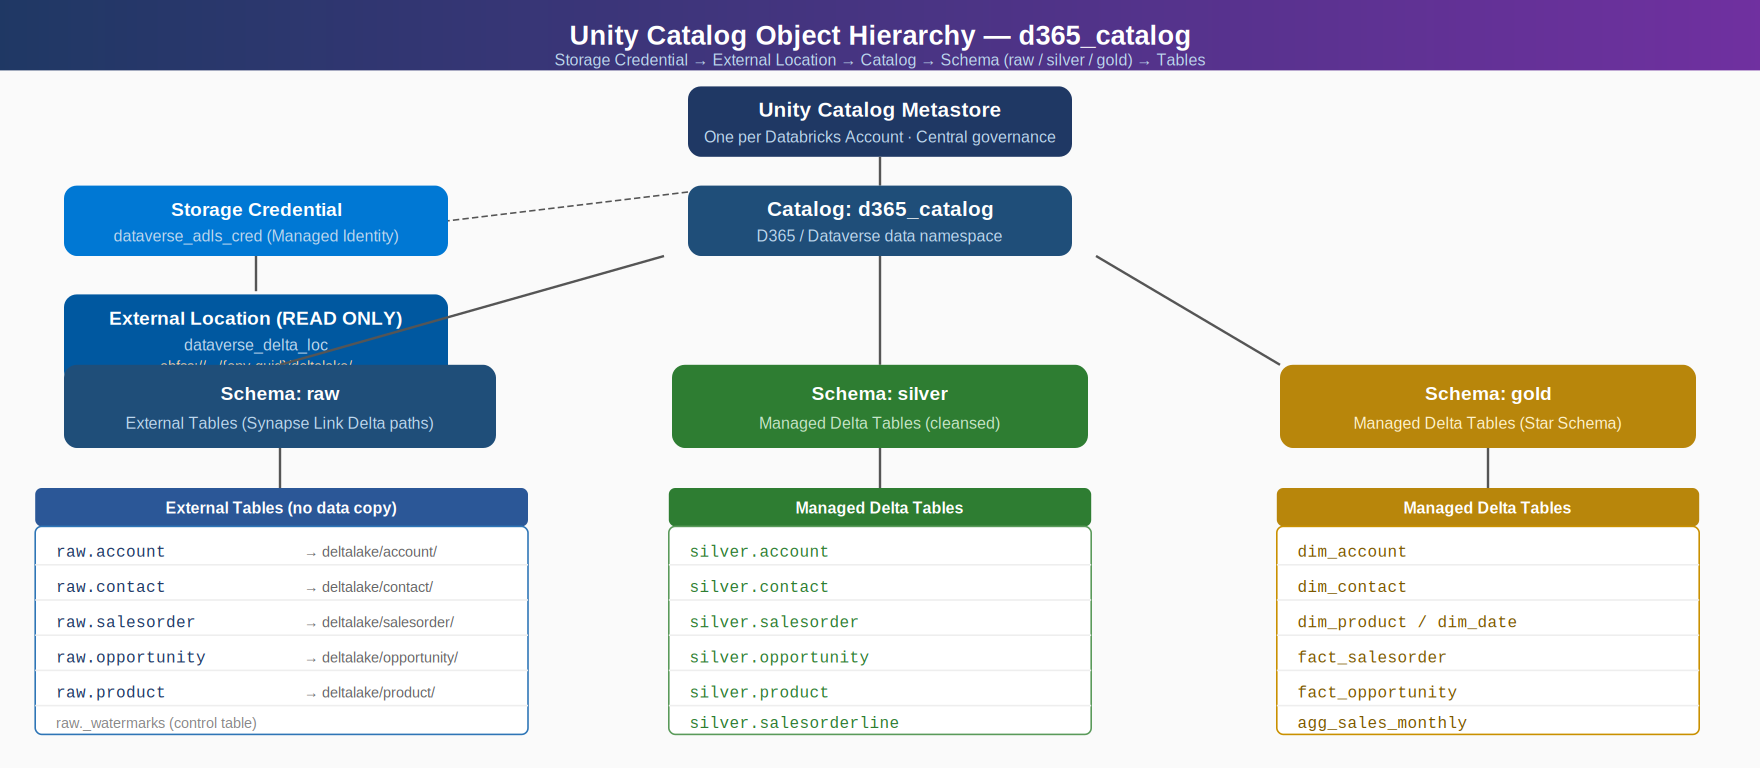 Unity Catalog Object Hierarchy — d365_catalog
Storage Credential → External Location → Catalog → Schema (raw / silver / gold) → Tables
Unity Catalog Metastore
One per Databricks Account · Central governance
Storage Credential
dataverse_adls_cred (Managed Identity)
Catalog: d365_catalog
D365 / Dataverse data namespace
External Location (READ ONLY)
dataverse_delta_loc
Schema: raw
External Tables (Synapse Link Delta paths)
Schema: silver
Managed Delta Tables (cleansed)
Schema: gold
Managed Delta Tables (Star Schema)
External Tables (no data copy)
raw.account → deltalake/account/
raw.contact → deltalake/contact/
raw.salesorder → deltalake/salesorder/
raw.opportunity → deltalake/opportunity/
raw.product → deltalake/product/
raw._watermarks (control table)
Managed Delta Tables
silver.account
silver.contact
silver.salesorder
silver.opportunity
silver.product
silver.salesorderline
Managed Delta Tables
dim_account
dim_contact
dim_product / dim_date
fact_salesorder
fact_opportunity
agg_sales_monthly